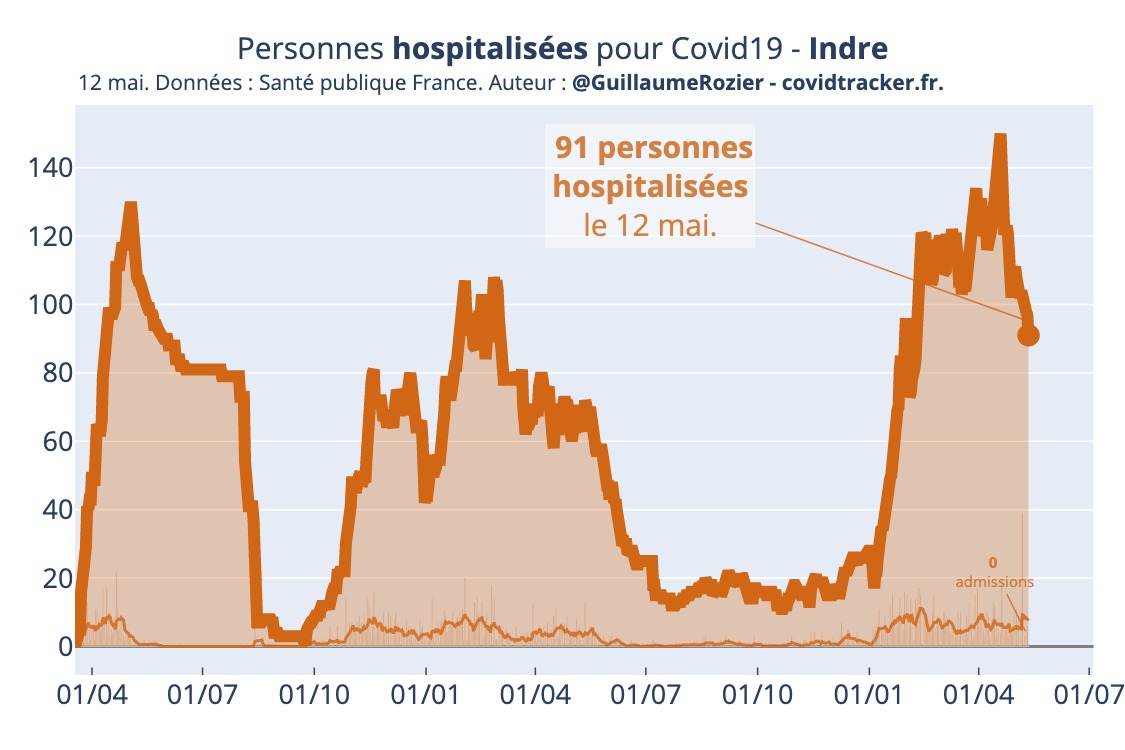 Personnes hospitalisées pour Covid19 - Indre
12 mai. Données : Santé publique France. Auteur : @GuillaumeRozier - covidtracker.fr.
91 personnes
hospitalisées
le 12 mai.
140
120
100
80
60
40
20
0
0
admissions
01/04 01/07 01/10 01/01 01/04 01/07 01/10 01/01 01/04 01/07